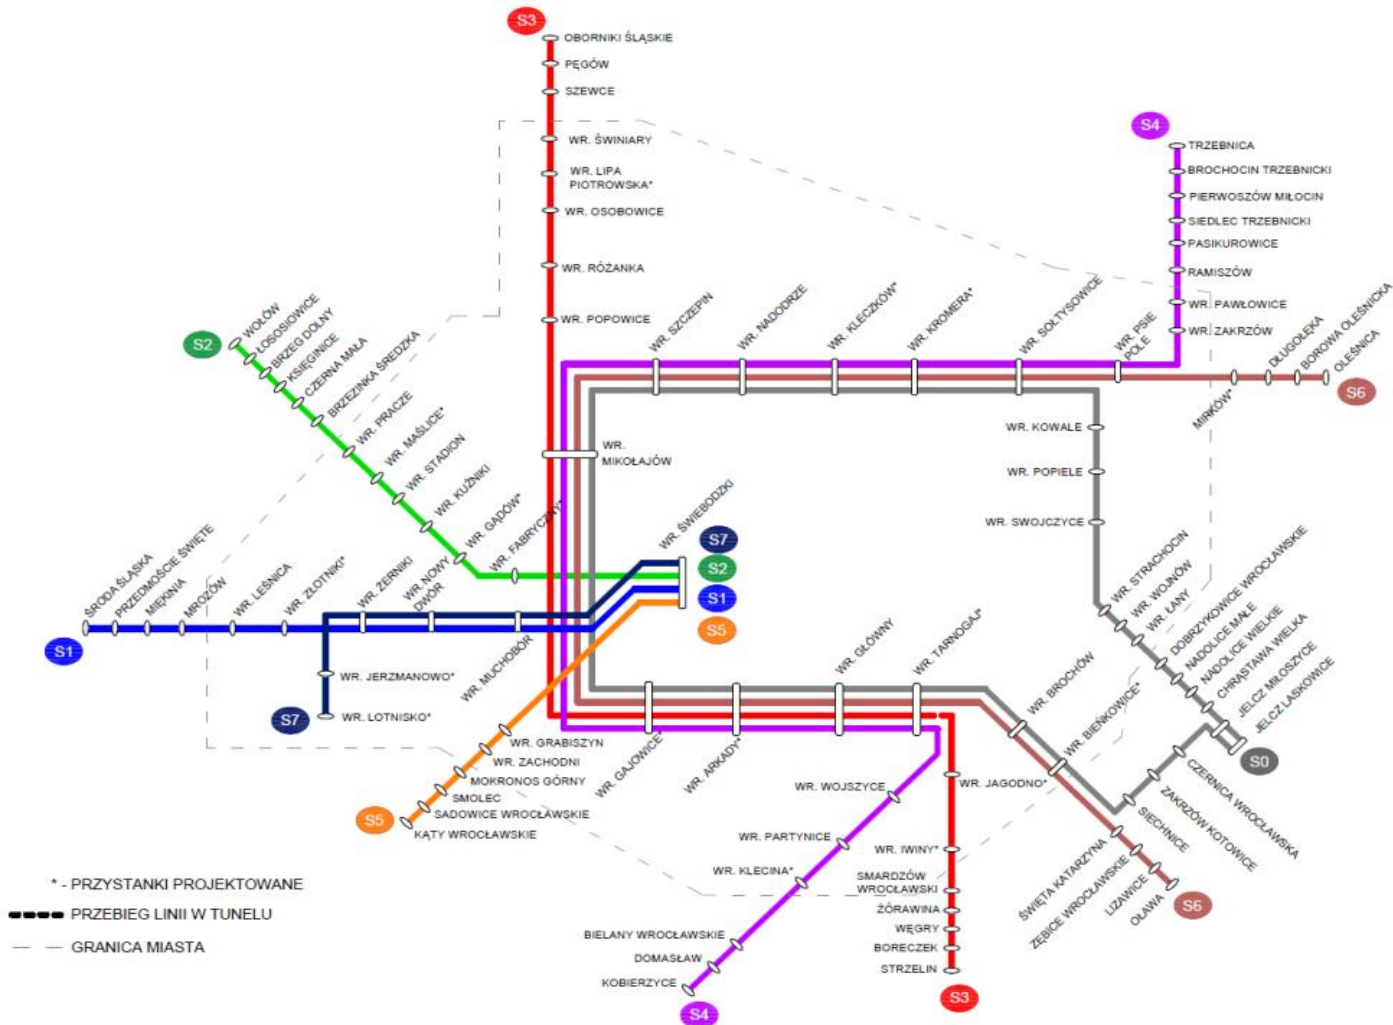 S3
OBORNIKI ŚLĄSKIE
PĘGÓW
SZEWCE
WR. ŚWINIARY
WR. LIPA
PIOTROWSKA*
WR. OSOBOWICE
WR. RÓŻANKA
WR. POPOWICE
S4
TRZEBNICA
BROCHOCIN TRZEBNICKI
PIERWOSZÓW MIŁOCIN
SIEDLEC TRZEBNICKI
PASIKUROWICE
RAMISZÓW
WR. PAWŁOWICE
WR. ZAKRZÓW
S2
WOŁÓW
ŁOSOSIOWICE
BRZEG DOLNY
KSIĘGINICE
CZERNA MAŁA
BRZEZINKA ŚREDZKA
WR. PRACZE
WR. MAŚLICE*
WR. STADION
WR. KUŹNIKI
WR. GĄDÓW*
WR. FABRYCZNY*
WR. SZCZEPIN
WR. NADODRZE
WR. KLECZKÓW*
WR. KROMERA*
WR. SOŁTYSOWICE
WR. PSIE
POLE
MIRKÓW*
DŁUGOŁĘKA
BOROWA OLEŚNICKA
OLEŚNICA
S6
WR.
MIKOŁAJÓW
WR. KOWALE
WR. POPIELE
WR. SWOJCZYCE
WR. ŚWIEBODZKI
S7
S2
S1
S5
ŚRODA ŚLĄSKA
PRZEDMOŚCIE ŚWIĘTE
MIĘKINIA
MROZÓW
WR. LEŚNICA
WR. ZŁOTNIKI*
WR. ŻERNIKI
WR. NOWY
DWÓR
WR. MUCHOBÓR
S1
WR. JERZMANOWO*
WR. LOTNISKO*
S7
WR. STRACHOCIN
WR. WOJNÓW
WR. ŁANY
DOBRZYKOWICE WROCŁAWSKIE
NADOLICE MAŁE
NADOLICE WIELKIE
CHRĄSTAWA WIELKA
JELCZ MIŁOSZYCE
JELCZ LASKOWICE
S0
WR. GRABISZYN
WR. ZACHODNI
MOKRONOS GÓRNY
SMOLEC
SADOWICE WROCŁAWSKIE
KĄTY WROCŁAWSKIE
S5
WR. GAJOWICE*
WR. ARKADY*
WR. GŁÓWNY
WR. TARNOGAJ*
WR. BROCHÓW
WR. BIEŃKOWICE*
CZERNICA WROCŁAWSKA
ZAKRZÓW KOTOWICE
SIECHNICE
ŚWIĘTA KATARZYNA
ZĘBICE WROCŁAWSKIE
LIZAWICE
OŁAWA
S6
WR. WOJSZYCE
WR. PARTYNICE
WR. KLECINA*
BIELANY WROCŁAWSKIE
DOMASŁAW
KOBIERZYCE
S4
WR. JAGODNO*
WR. IWINY*
SMARDZÓW
WROCŁAWSKI
ŻÓRAWINA
WĘGRY
BORECZEK
STRZELIN
S3
* - PRZYSTANKI PROJEKTOWANE
PRZEBIEG LINII W TUNELU
GRANICA MIASTA